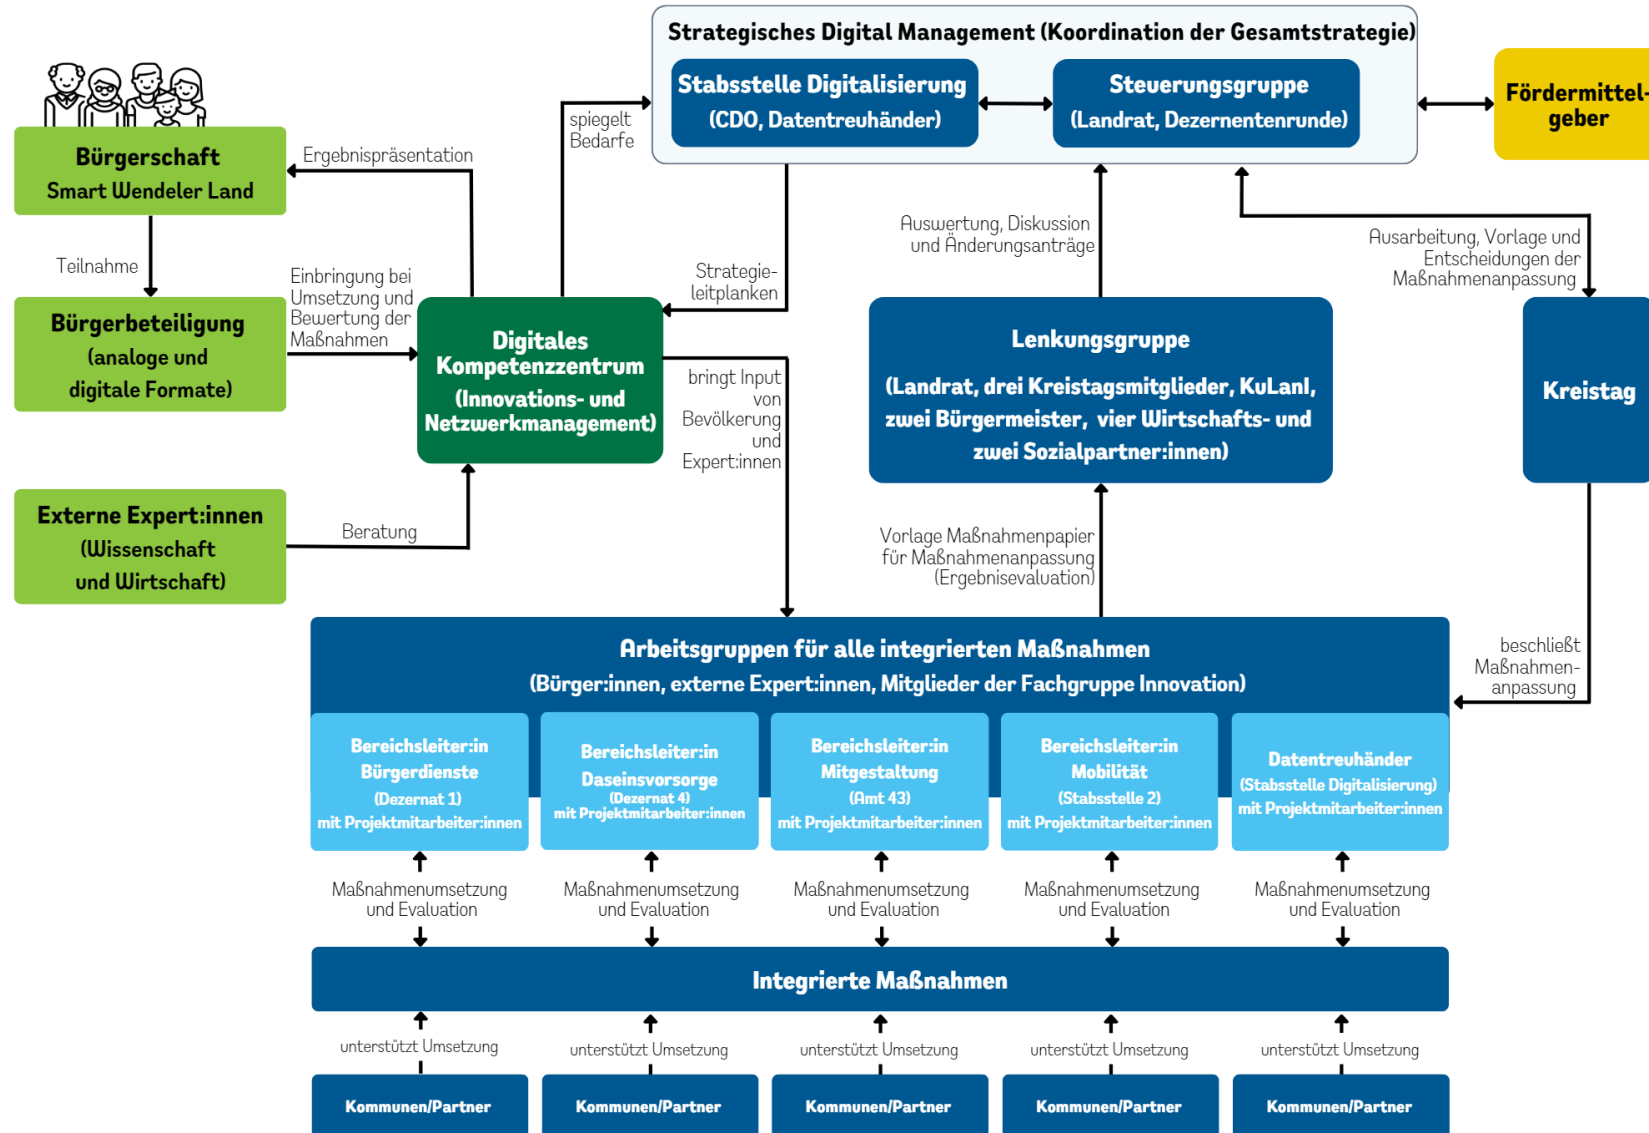 Strategisches Digital Management (Koordination der Gesamtstrategie)
Stabsstelle Digitalisierung
(CDO, Datentreuhänder)
Steuerungsgruppe
(Landrat, Dezernentenrunde)
Fördermittel-
geber
Bürgerschaft
Smart Wendeler Land
Ergebnispräsentation
spiegelt
Bedarfe
Teilnahme
Einbringung bei
Umsetzung und
Bewertung der
Maßnahmen
Strategie-
leitplanken
Auswertung, Diskussion
und Änderungsanträge
Ausarbeitung, Vorlage und
Entscheidungen der
Maßnahmenanpassung
Bürgerbeteiligung
(analoge und
digitale Formate)
Digitales
Kompetenzzentrum
(Innovations- und
Netzwerkmanagement)
bringt Input
von
Bevölkerung
und
Expert:innen
Lenkungsgruppe
(Landrat, drei Kreistagsmitglieder, KuLanI,
zwei Bürgermeister, vier Wirtschafts- und
zwei Sozialpartner:innen)
Kreistag
Externe Expert:innen
(Wissenschaft
und Wirtschaft)
Beratung
Vorlage Maßnahmenpapier
für Maßnahmenanpassung
(Ergebnisevaluation)
beschließt
Maßnahmen-
anpassung
Arbeitsgruppen für alle integrierten Maßnahmen
(Bürger:innen, externe Expert:innen, Mitglieder der Fachgruppe Innovation)
Bereichsleiter:in
Bürgerdienste
(Dezernat 1)
mit Projektmitarbeiter:innen
Bereichsleiter:in
Daseinsvorsorge
(Dezernat 4)
mit Projektmitarbeiter:innen
Bereichsleiter:in
Mitgestaltung
(Amt 43)
mit Projektmitarbeiter:innen
Bereichsleiter:in
Mobilität
(Stabsstelle 2)
mit Projektmitarbeiter:innen
Datentreuhänder
(Stabsstelle Digitalisierung)
mit Projektmitarbeiter:innen
Maßnahmenumsetzung
und Evaluation
Maßnahmenumsetzung
und Evaluation
Maßnahmenumsetzung
und Evaluation
Maßnahmenumsetzung
und Evaluation
Maßnahmenumsetzung
und Evaluation
Integrierte Maßnahmen
unterstützt Umsetzung
unterstützt Umsetzung
unterstützt Umsetzung
unterstützt Umsetzung
unterstützt Umsetzung
Kommunen/Partner
Kommunen/Partner
Kommunen/Partner
Kommunen/Partner
Kommunen/Partner